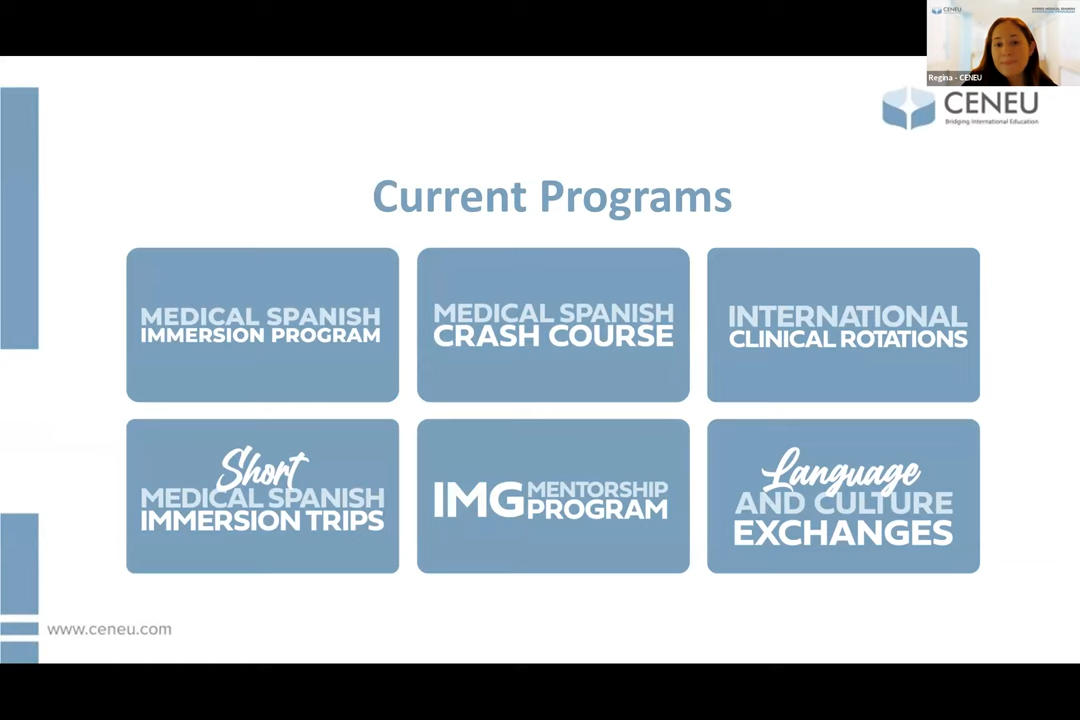 CENEU
Regina - CENEU
CENEU
Bridging International Education
Current Programs
MEDICAL SPANISH
IMMERSION PROGRAM
MEDICAL SPANISH
CRASH COURSE
INTERNATIONAL
CLINICAL ROTATIONS
Short
MEDICAL SPANISH
IMMERSION TRIPS
IMG MENTORSHIP
PROGRAM
Language
AND CULTURE
EXCHANGES
www.ceneu.com